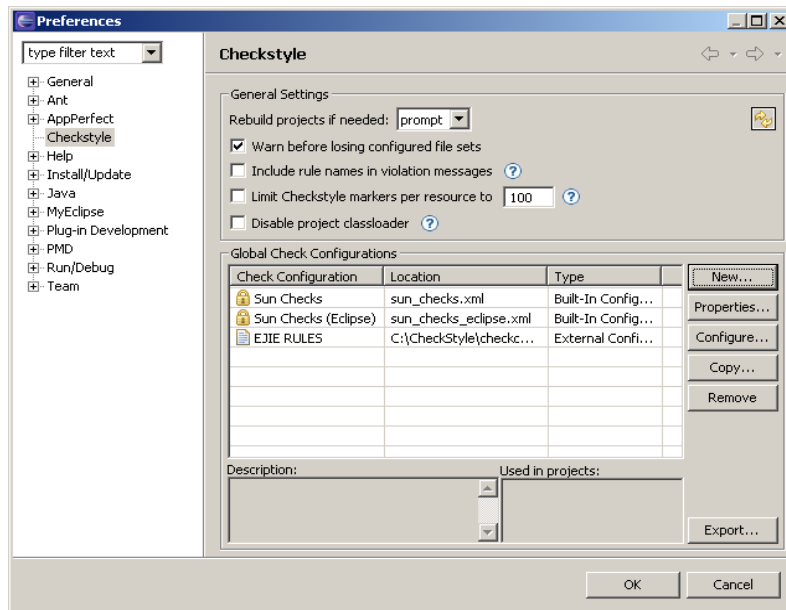 Preferences
type filter text
General
Ant
AppPerfect
Checkstyle
Help
Install/Update
Java
MyEclipse
Plug-in Development
PMD
Run/Debug
Team
Checkstyle
General Settings
Rebuild projects if needed: prompt
Warn before losing configured file sets
Include rule names in violation messages ?
Limit Checkstyle markers per resource to 100 ?
Disable project classloader ?
Global Check Configurations
Check Configuration Location Type
Sun Checks sun_checks.xml Built-In Config...
Sun Checks (Eclipse) sun_checks_eclipse.xml Built-In Config...
EJIE RULES C:\CheckStyle\checkc... External Confi...
New...
Properties...
Configure...
Copy...
Remove
Description: Used in projects:
Export...
OK Cancel